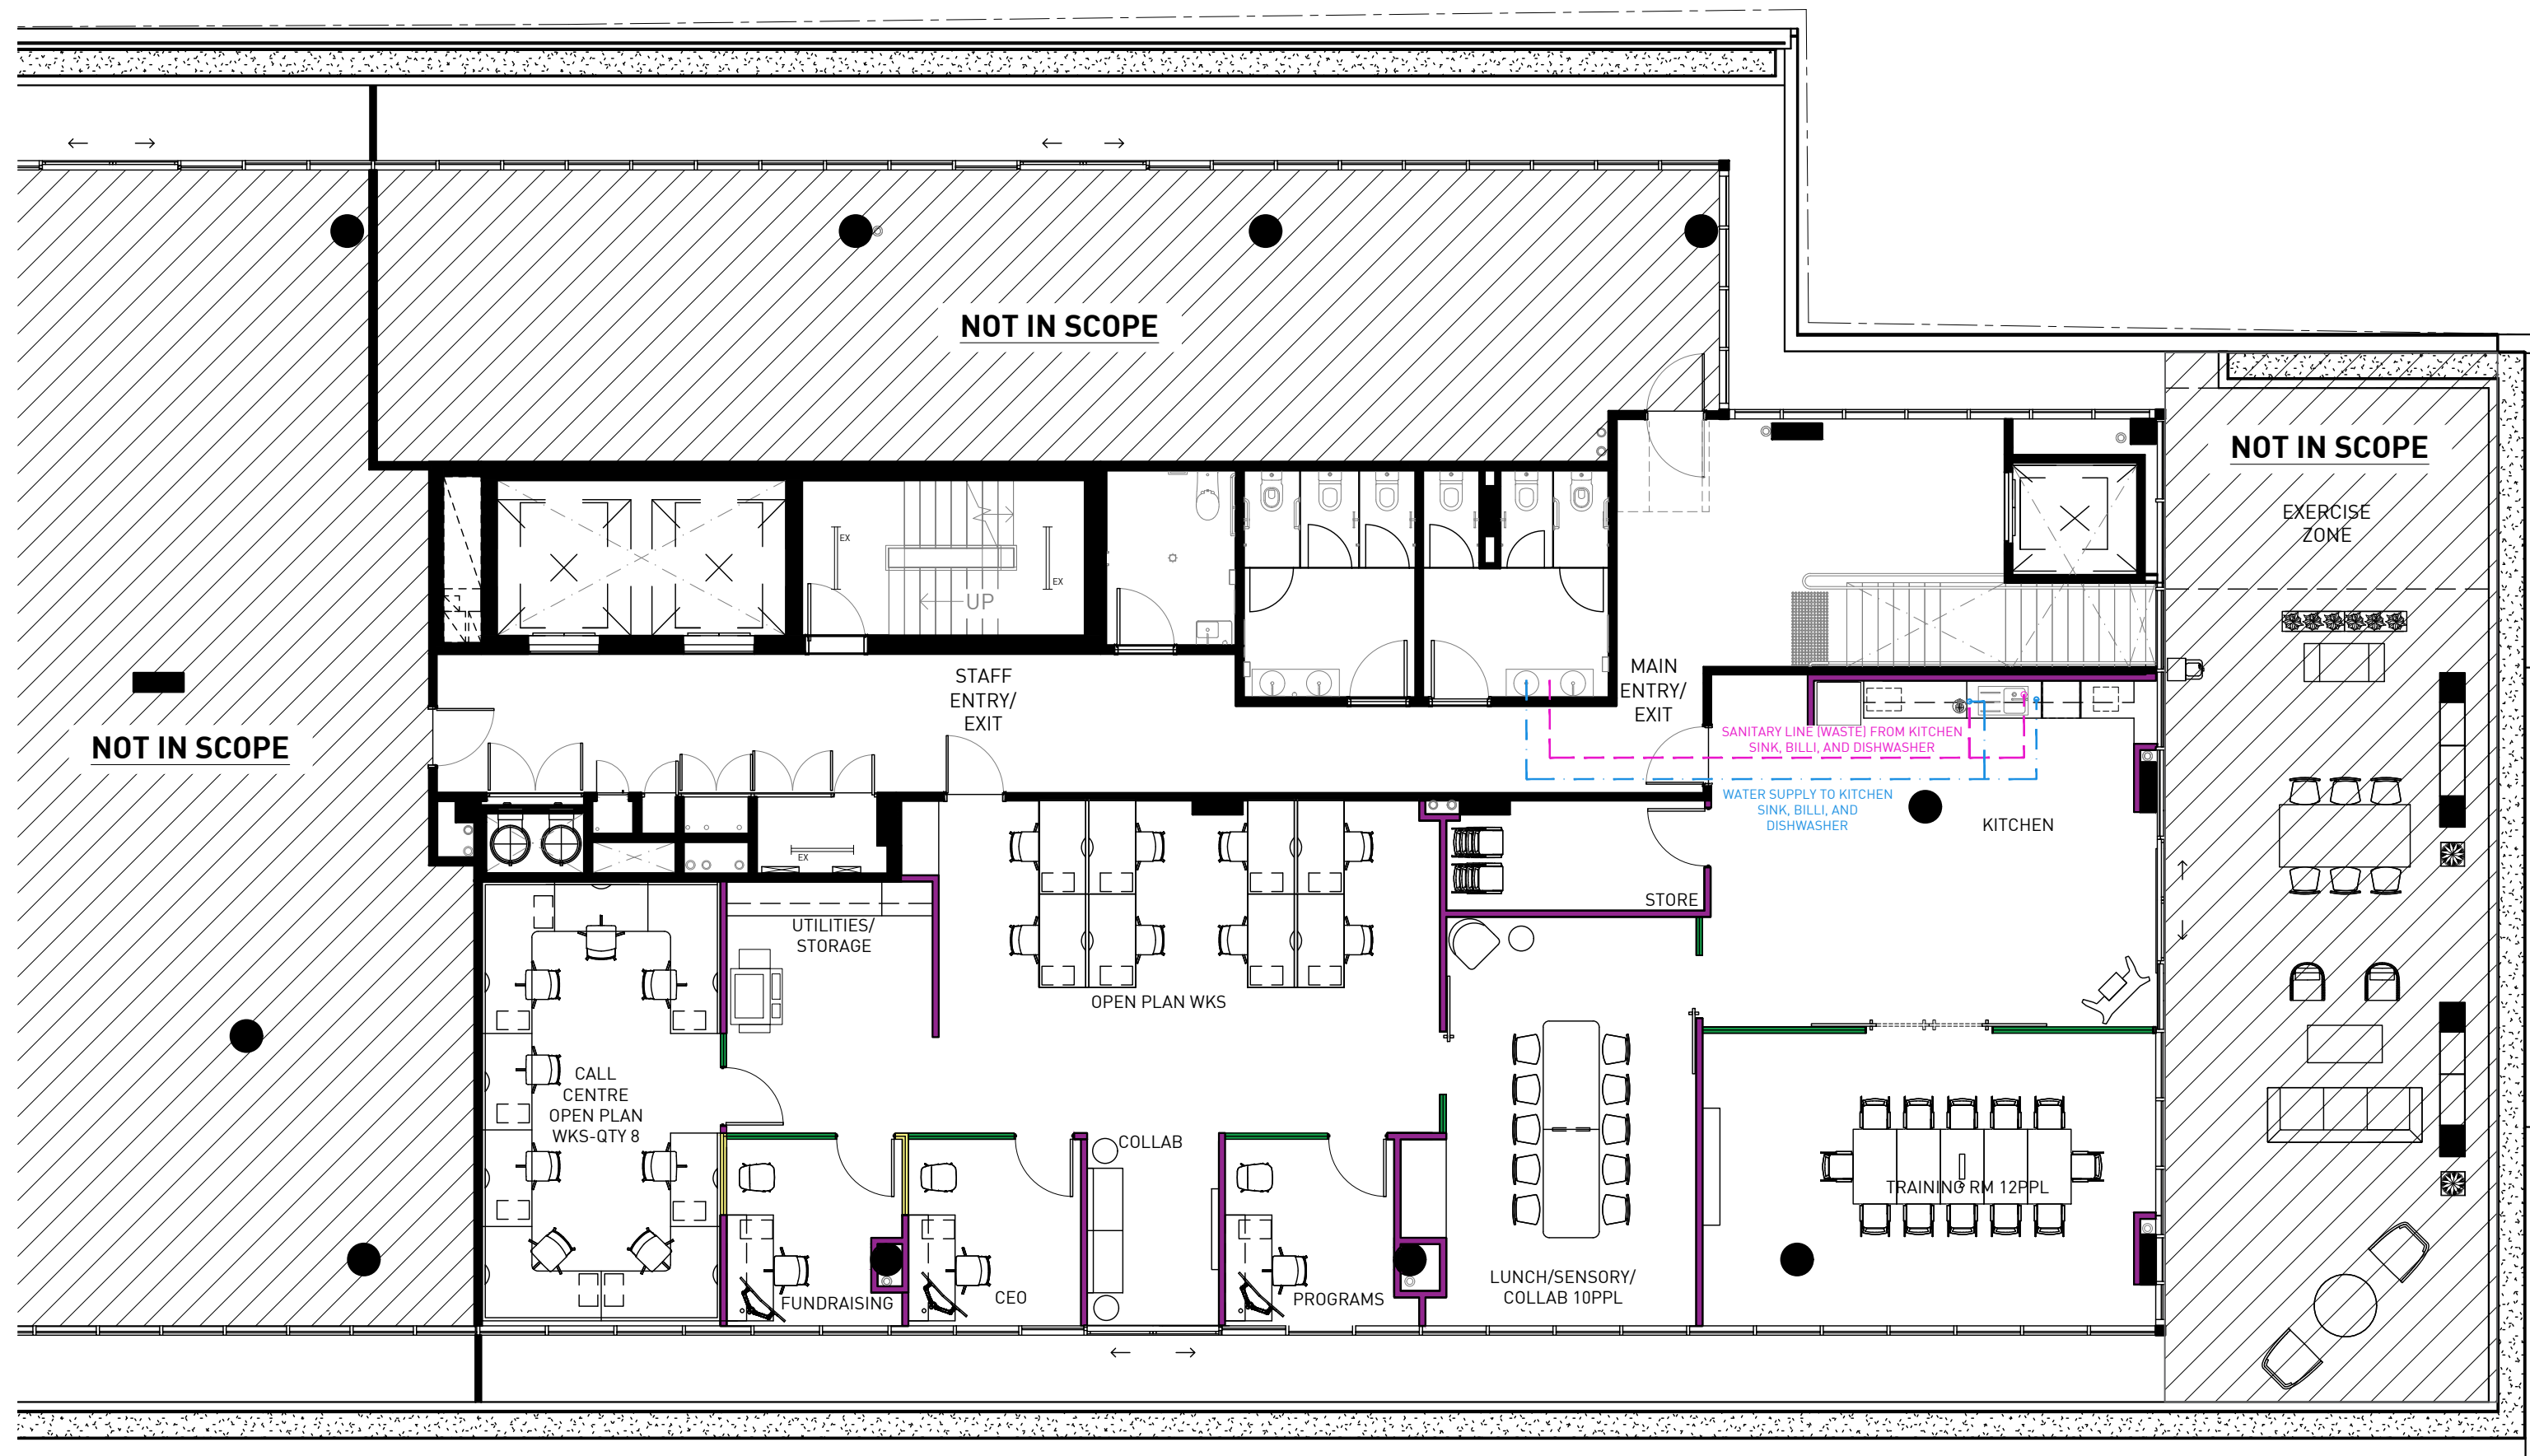 NOT IN SCOPE
NOT IN SCOPE
EXERCISE
ZONE
EX
EX
UP
STAFF
ENTRY/
EXIT
MAIN
ENTRY/
EXIT
NOT IN SCOPE
SANITARY LINE (WASTE) FROM KITCHEN
SINK, BILLI, AND DISHWASHER
WATER SUPPLY TO KITCHEN
SINK, BILLI, AND
DISHWASHER
KITCHEN
EX
STORE
UTILITIES/
STORAGE
OPEN PLAN WKS
CALL
CENTRE
OPEN PLAN
WKS-QTY 8
COLLAB
TRAINING RM 12PPL
LUNCH/SENSORY/
COLLAB 10PPL
FUNDRAISING
CEO
PROGRAMS